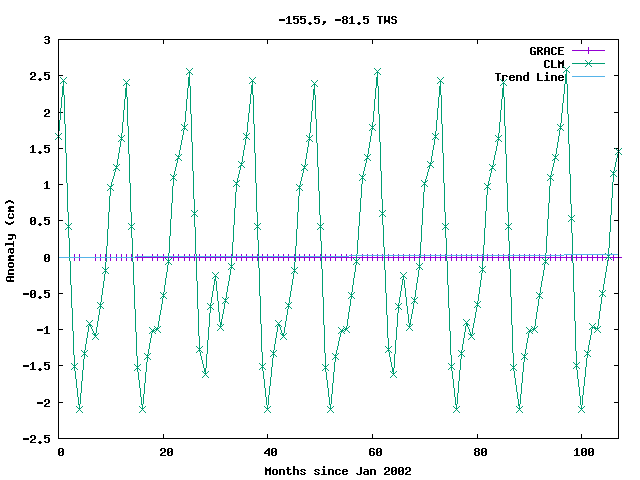 -155.5, -81.5 TWS
GRACE
CLM
Trend Line
3
2.5
2
1.5
1
0.5
0
-0.5
-1
-1.5
-2
-2.5
Anomaly (cm)
0 20 40 60 80 100
Months since Jan 2002